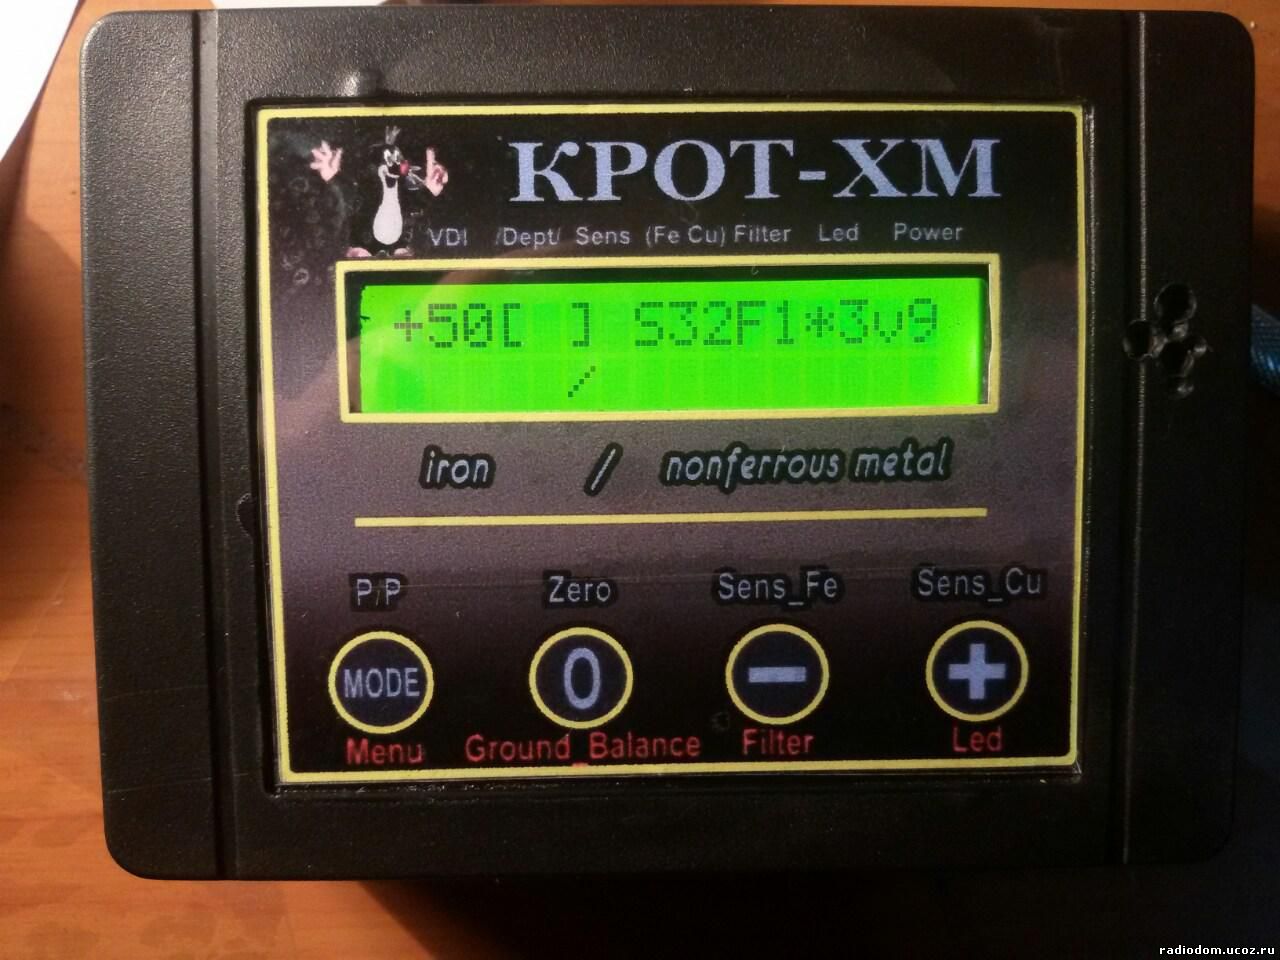 КРОТ-ХМ
VDI /Dept/ Sens (Fe Cu) Filter Led Power
+50[ ] S32F1*3v9
/
iron / nonferrous metal
P/P Zero Sens_Fe Sens_Cu
MODE 0 − +
Menu Ground_Balance Filter Led
radiodom.ucoz.ru